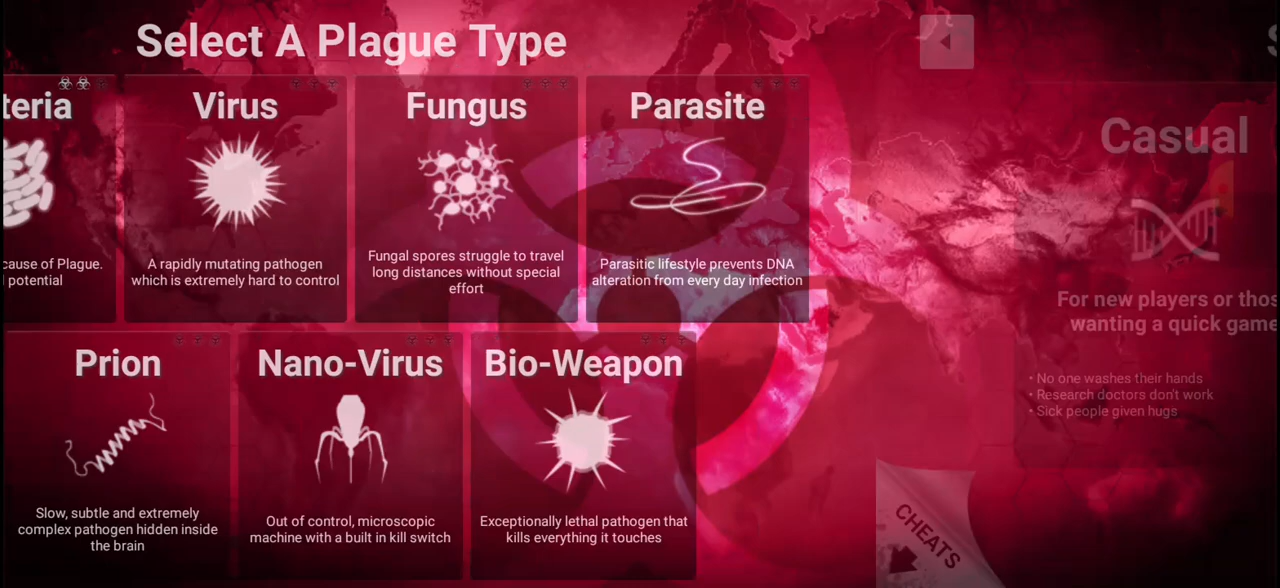 Select A Plague Type
teria
Virus
Fungus
Parasite
cause of Plague.
potential
A rapidly mutating pathogen
which is extremely hard to control
Fungal spores struggle to travel
long distances without special
effort
Parasitic lifestyle prevents DNA
alteration from every day infection
Prion
Nano-Virus
Bio-Weapon
Slow, subtle and extremely
complex pathogen hidden inside
the brain
Out of control, microscopic
machine with a built in kill switch
Exceptionally lethal pathogen that
kills everything it touches
Casual
For new players or thos
wanting a quick game
• No one washes their hands
• Research doctors don't work
• Sick people given hugs
CHEATS